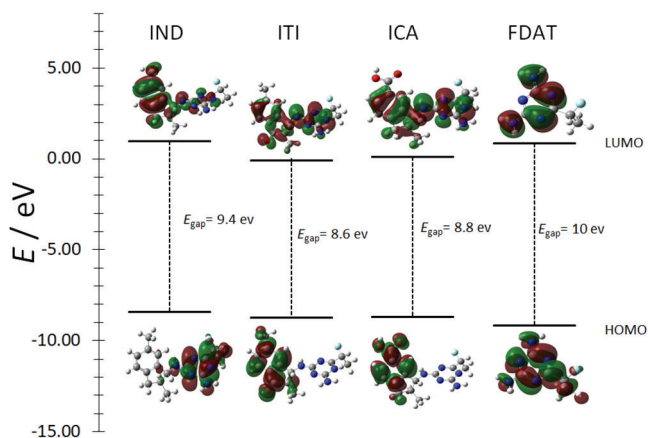 IND ITI ICA FDAT
5.00
LUMO
0.00
E / eV
Egap= 9.4 ev
Egap= 8.6 ev
Egap= 8.8 ev
Egap= 10 ev
-5.00
HOMO
-10.00
-15.00